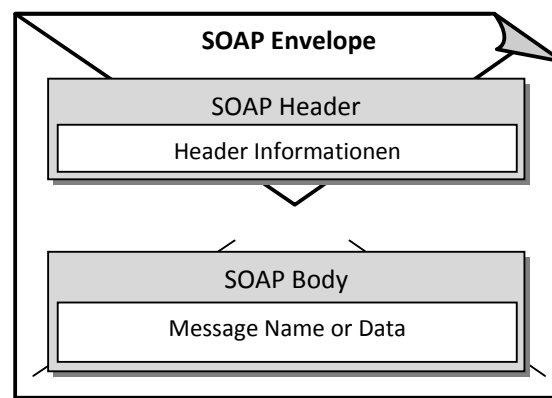 SOAP Envelope
SOAP Header
Header Informationen
SOAP Body
Message Name or Data